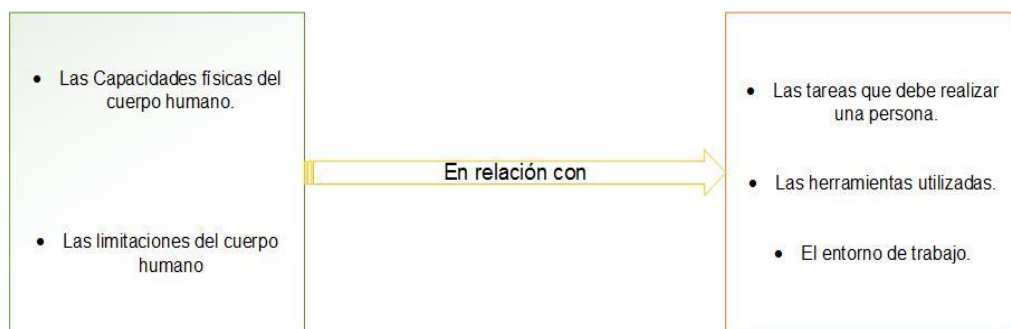 • Las Capacidades físicas del
cuerpo humano.
• Las limitaciones del cuerpo
humano
En relación con
• Las tareas que debe realizar
una persona.
• Las herramientas utilizadas.
• El entorno de trabajo.